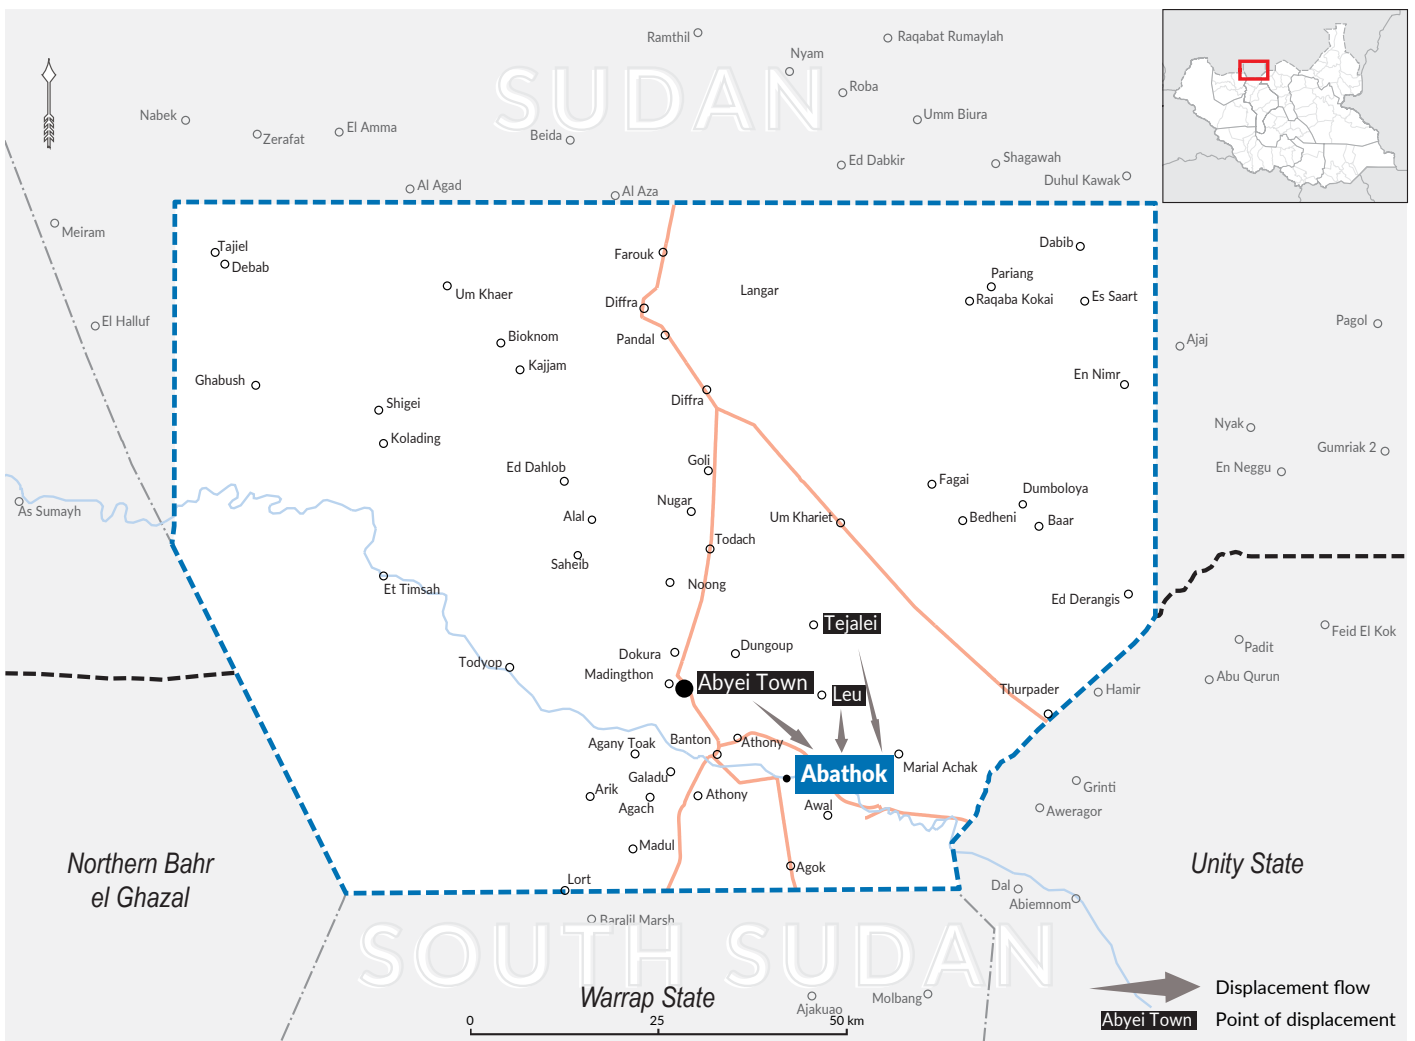 Ramthil
Raqabat Rumaylah
SUDAN
Nyam
Roba
Nabek
Zerafat
El Amma
Beida
Umm Biura
Ed Dabkir
Shagawah
Duhul Kawak
Al Agad
Al Aza
Meiram
Tajiel
Debab
Farouk
Dabib
Um Khaer
Langar
Pariang
Raqaba Kokai
Es Saart
Diffra
El Halluf
Bioknom
Pandal
Pagol
Ajaj
Kajjam
Ghabush
En Nimr
Shigei
Diffra
Kolading
Nyak
Gumriak 2
Ed Dahlob
Goli
En Neggu
Fagai
Dumboloya
As Sumayh
Nugar
Alal
Um Khariet
Bedheni
Baar
Todach
Saheib
Et Timsah
Noong
Ed Derangis
Tejalei
Feid El Kok
Padit
Dokura
Dungoup
Todyop
Madingthon
Abyei Town
Leu
Abu Qurun
Thurpader
Hamir
Agany Toak
Banton
Athony
Marial Achak
Abathok
Galadu
Grinti
Arik
Agach
Athony
Awal
Aweragor
Madul
Northern Bahr
el Ghazal
Agok
Unity State
Lort
Dal
Abiemnom
Baralil Marsh
SOUTH SUDAN
Warrap State
Ajakuao
Molbang
Displacement flow
0
25
50 km
Abyei Town
Point of displacement